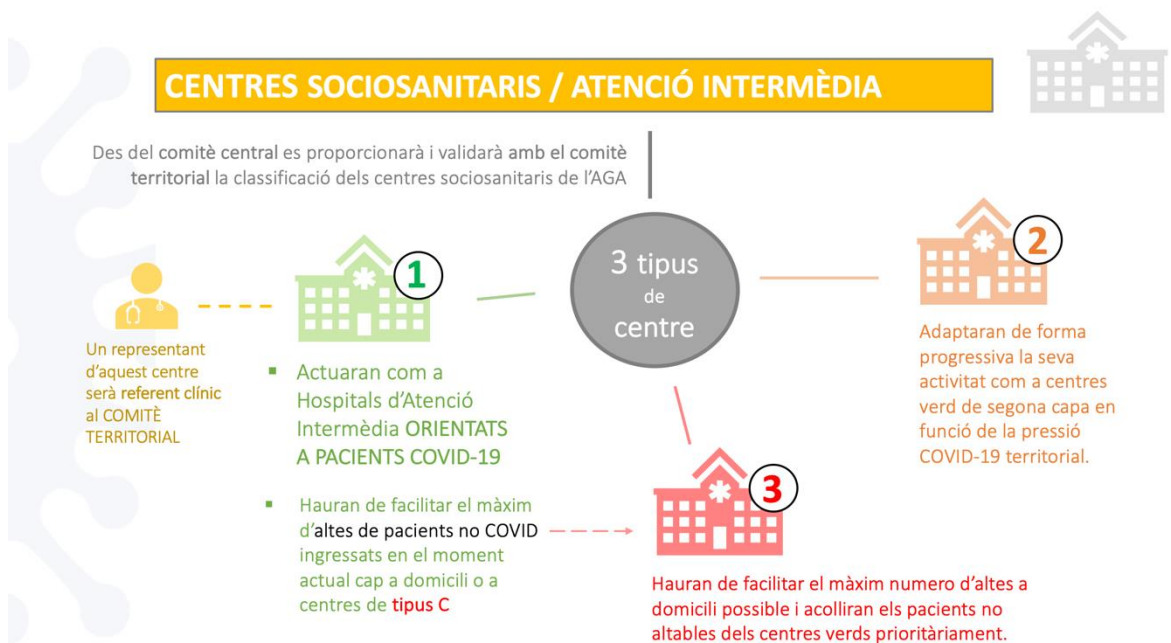 CENTRES SOCIOSANITARIS / ATENCIÓ INTERMÈDIA
Des del comitè central es proporcionarà i validarà amb el comitè
territorial la classificació dels centres sociosanitaris de l'AGA
3 tipus
de
centre
1
Un representant
d'aquest centre
serà referent clínic
al COMITÈ
TERRITORIAL
▪ Actuaran com a
Hospitals d'Atenció
Intermèdia ORIENTATS
A PACIENTS COVID-19
▪ Hauran de facilitar el màxim
d'altes de pacients no COVID
ingressats en el moment
actual cap a domicili o a
centres de tipus C
2
Adaptaran de forma
progressiva la seva
activitat com a centres
verd de segona capa en
funció de la pressió
COVID-19 territorial.
3
Hauran de facilitar el màxim numero d'altes a
domicili possible i acolliran els pacients no
altables dels centres verds prioritàriament.